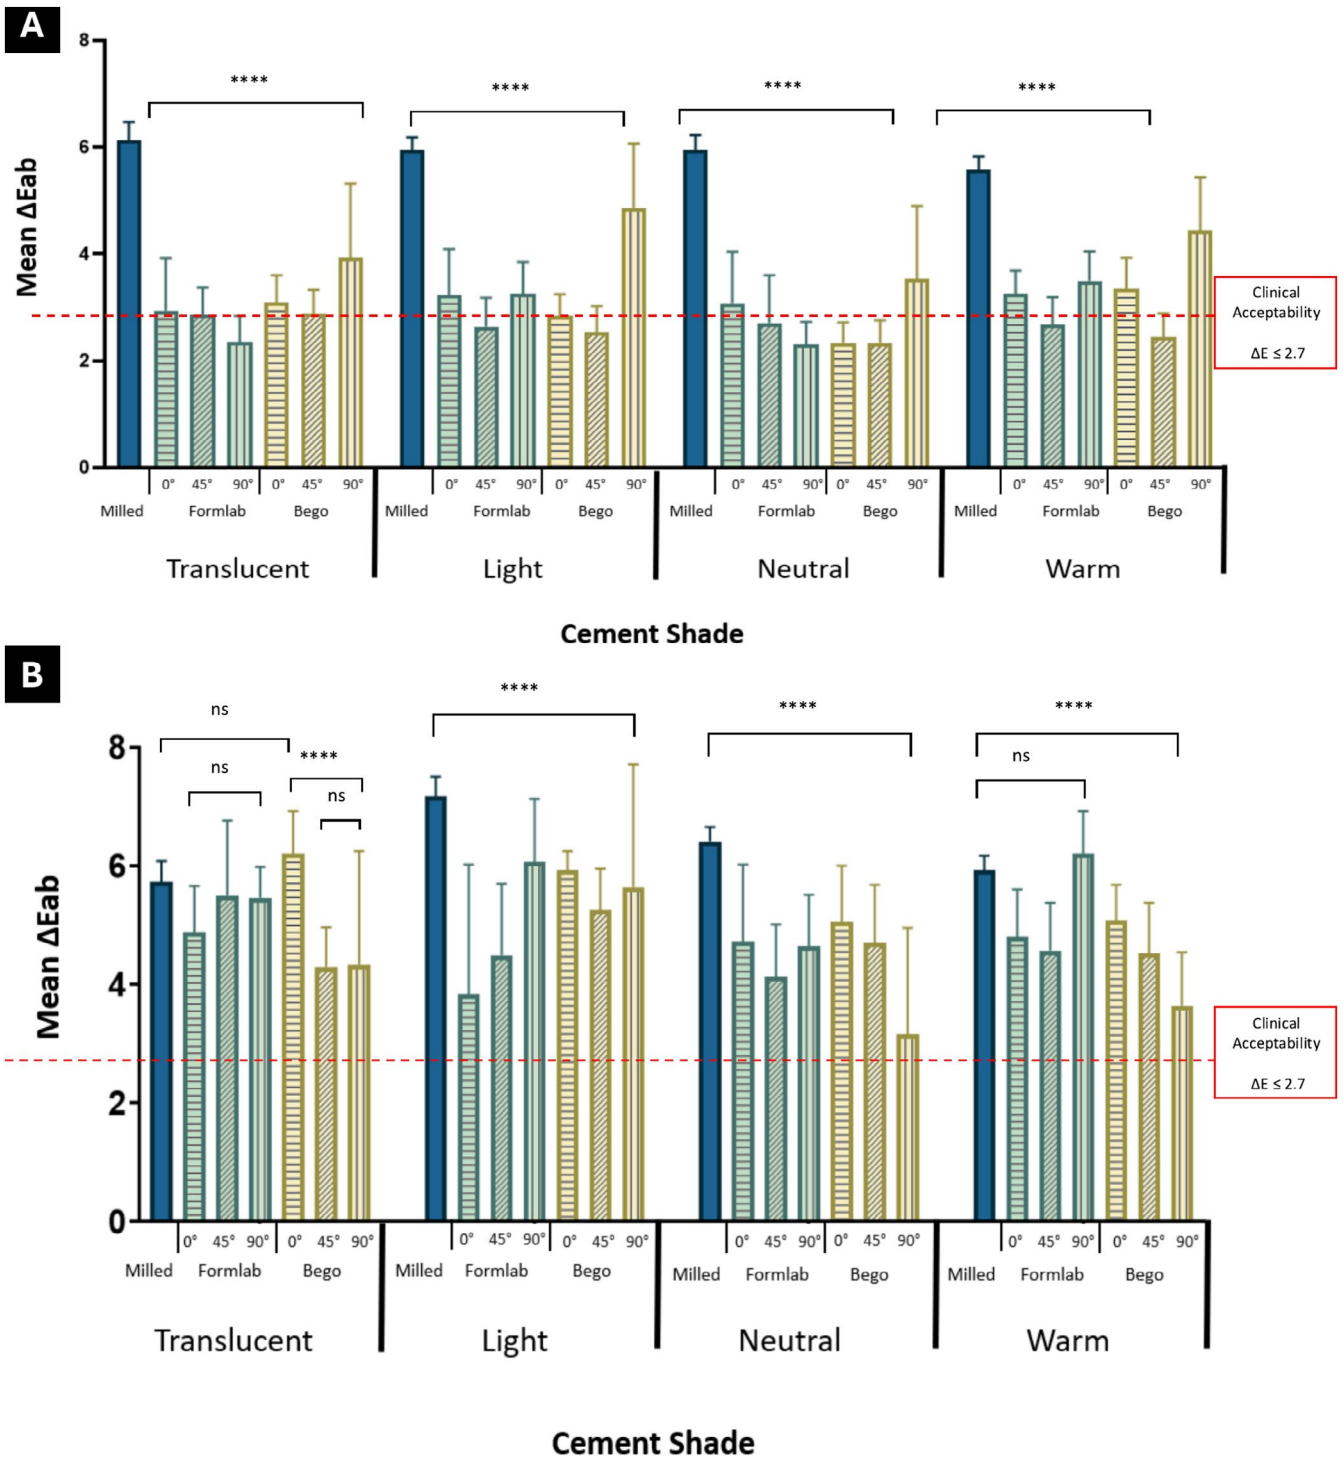 A
8
6
4
2
0
Mean ΔEab
****
****
****
****
Clinical
Acceptability
ΔE ≤ 2.7
0° 45° 90° 0° 45° 90° 0° 45° 90° 0° 45° 90° 0° 45° 90° 0° 45° 90° 0° 45° 90° 0° 45° 90°
Milled Formlab Bego Milled Formlab Bego Milled Formlab Bego Milled Formlab Bego
Translucent Light Neutral Warm
Cement Shade
B
8
6
4
2
0
Mean ΔEab
ns
ns
****
ns
****
****
****
ns
Clinical
Acceptability
ΔE ≤ 2.7
0° 45° 90° 0° 45° 90° 0° 45° 90° 0° 45° 90° 0° 45° 90° 0° 45° 90° 0° 45° 90° 0° 45° 90°
Milled Formlab Bego Milled Formlab Bego Milled Formlab Bego Milled Formlab Bego
Translucent Light Neutral Warm
Cement Shade